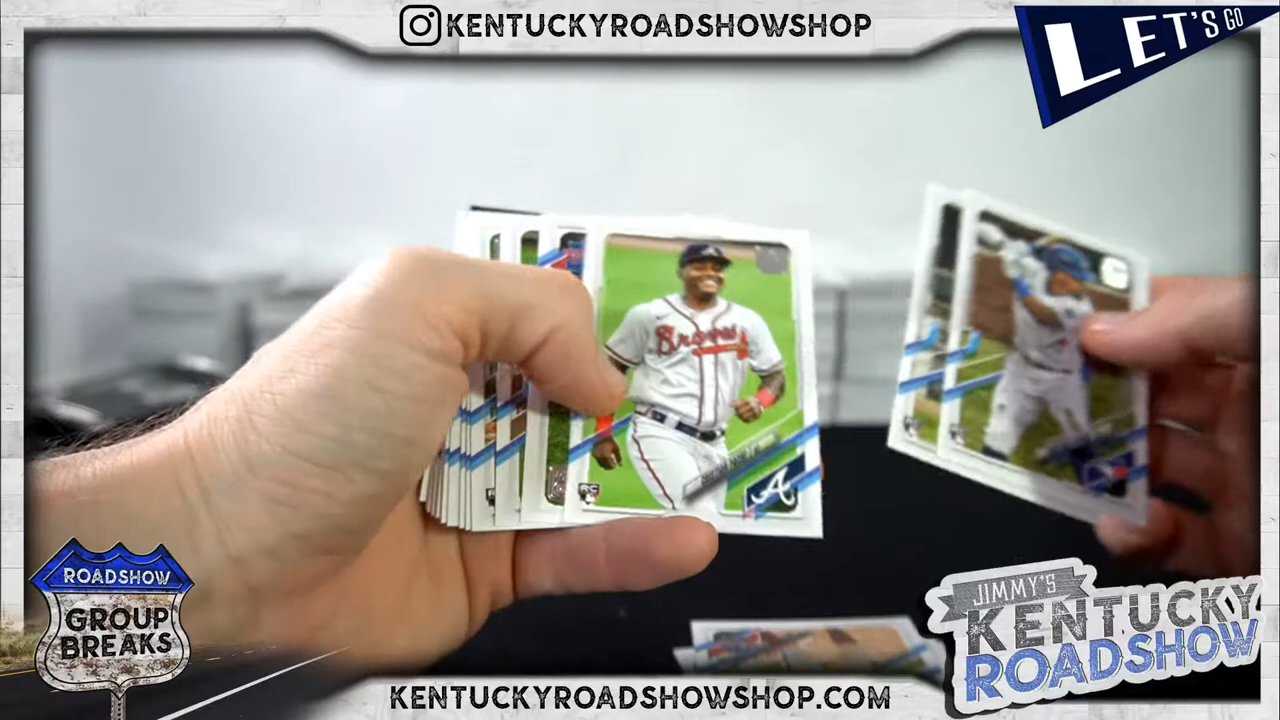 KENTUCKYROADSHOWSHOP
LET'S GO
Braves
A
RC
ROADSHOW
GROUP
BREAKS
JIMMY'S
KENTUCKY
ROADSHOW
KENTUCKYROADSHOWSHOP.COM